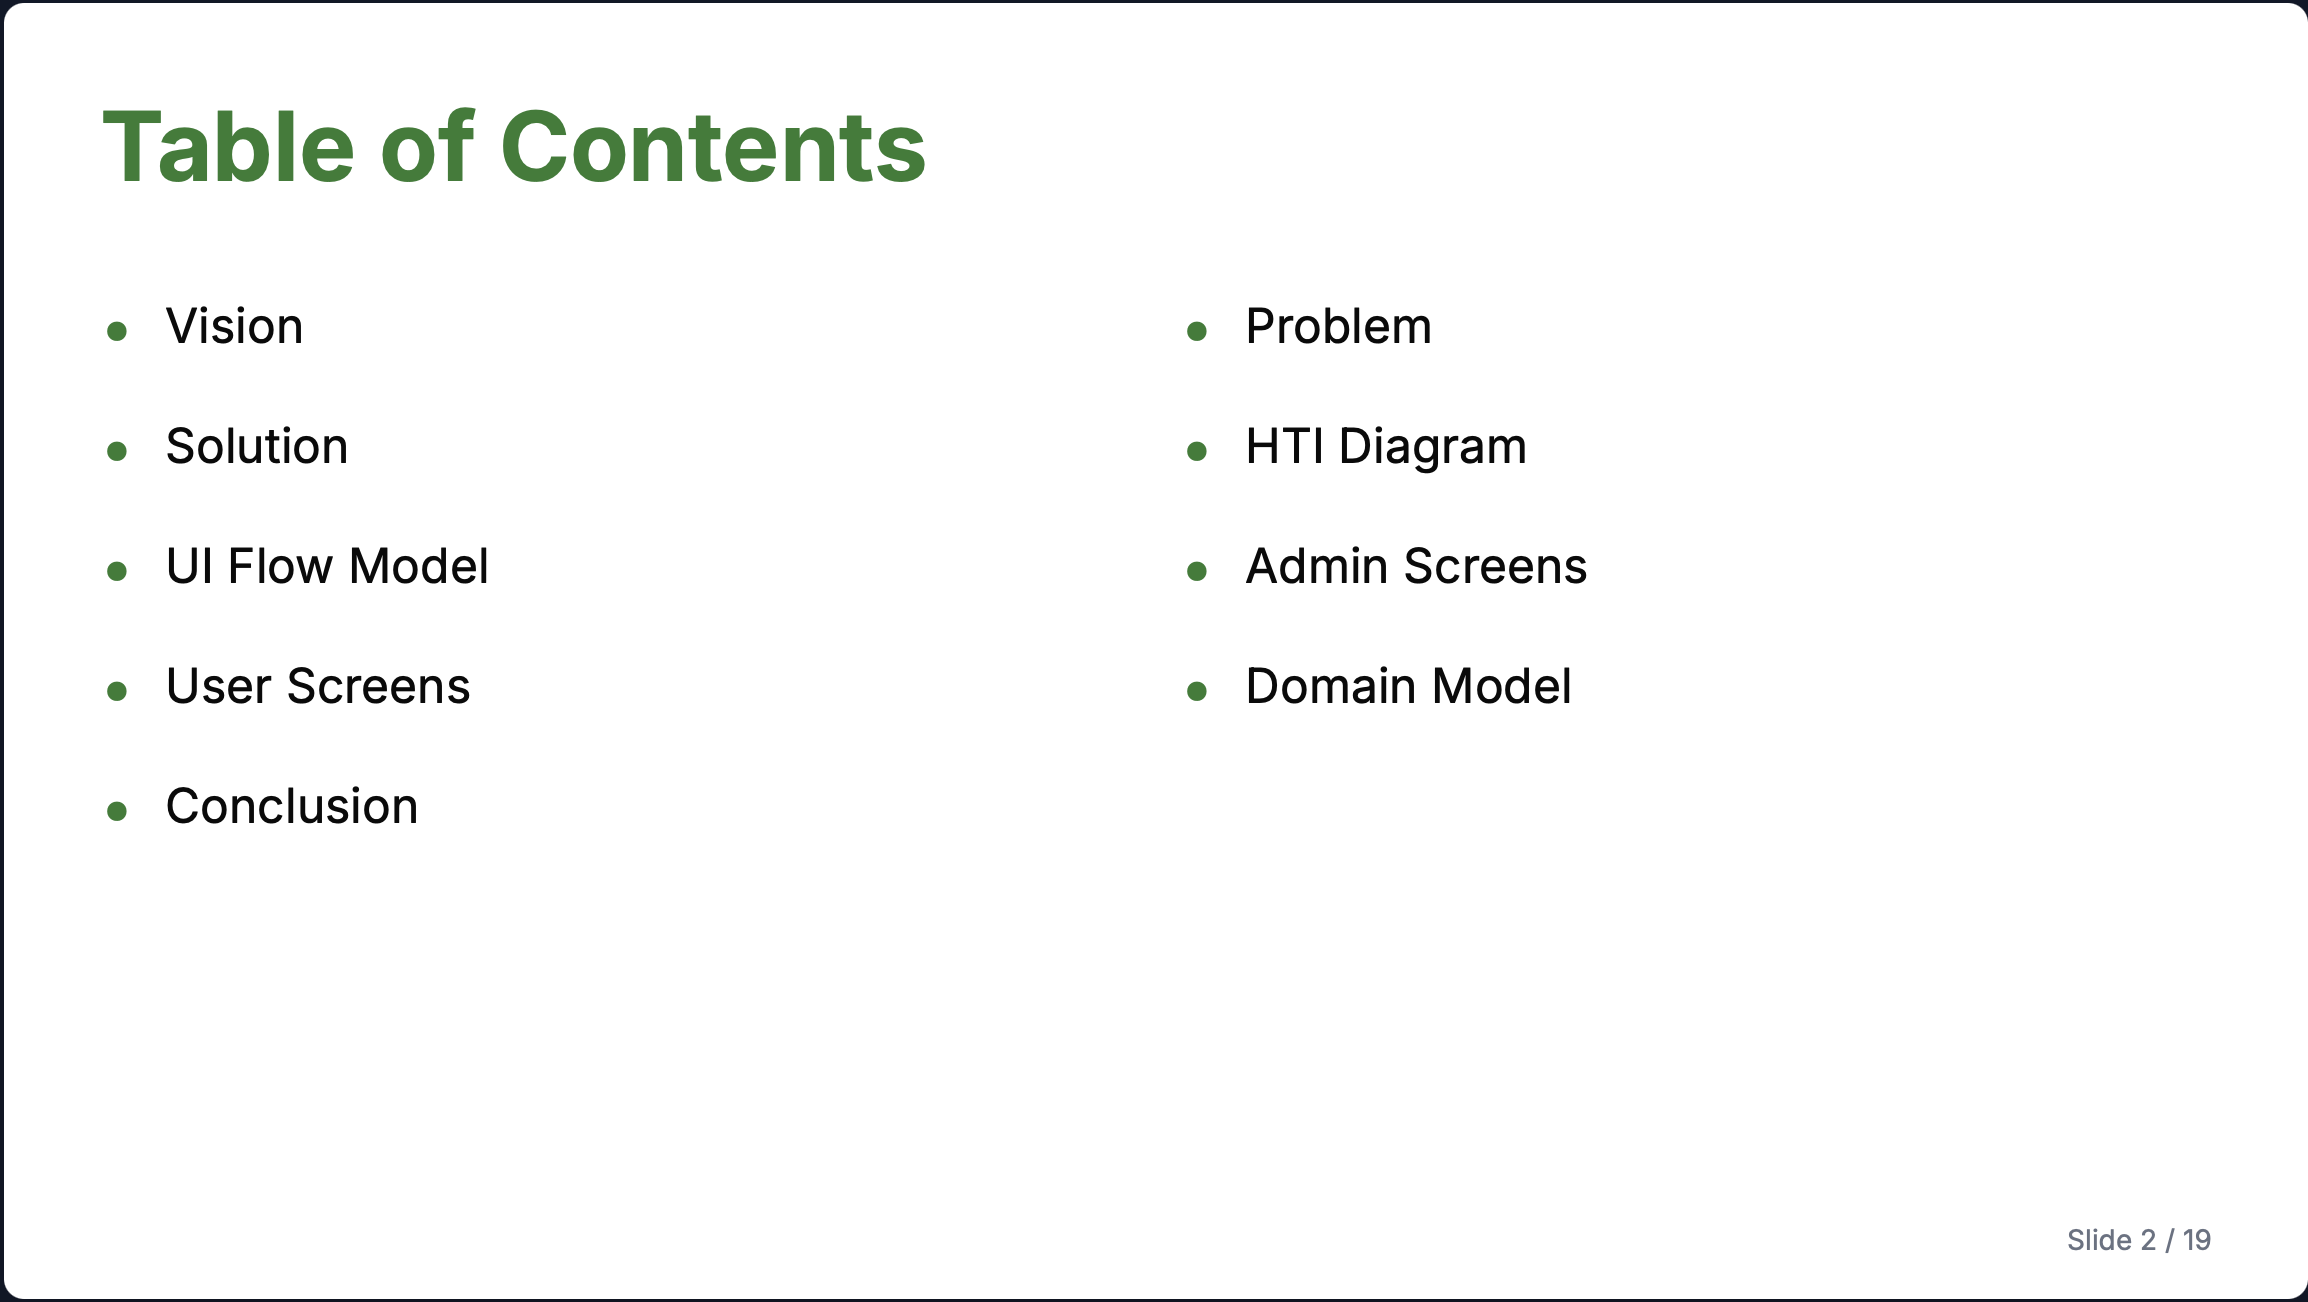 Table of Contents
Vision
Problem
Solution
HTI Diagram
UI Flow Model
Admin Screens
User Screens
Domain Model
Conclusion
Slide 2 / 19